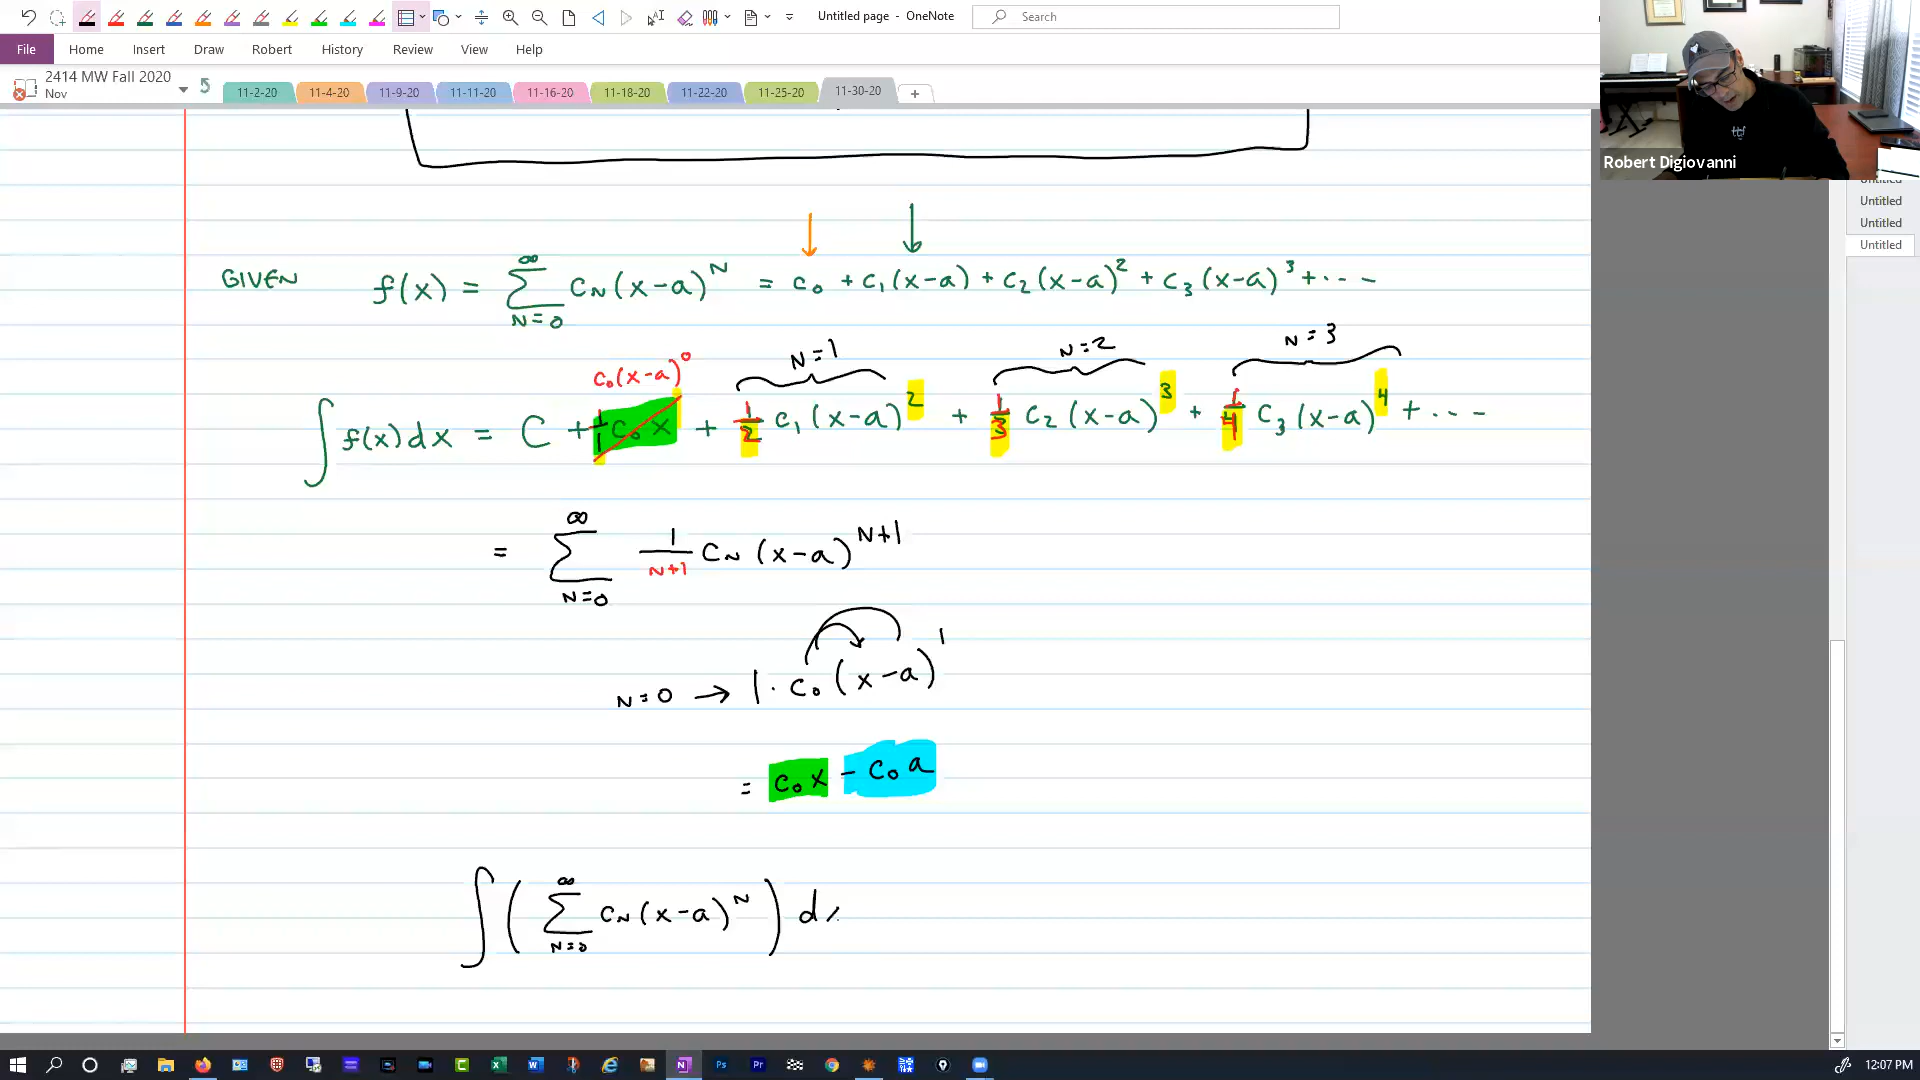 Untitled page - OneNote
Search
File Home Insert Draw Robert History Review View Help
2414 MW Fall 2020
Nov
11-2-20 11-4-20 11-9-20 11-11-20 11-16-20 11-18-20 11-22-20 11-25-20 11-30-20 +
Robert Digiovanni
Untitled
Untitled
Untitled
Untitled
GIVEN f(x) = ∑_{N=0}^{∞} c_N (x-a)^N = c_0 + c_1(x-a) + c_2(x-a)^2 + c_3(x-a)^3 + ...
c_0(x-a)^0 N=1 N=2 N=3
∫ f(x)dx = C + 1/1 c_0 x + 1/2 c_1(x-a)^2 + 1/3 c_2(x-a)^3 + 1/4 c_3(x-a)^4 + ...
= ∑_{N=0}^{∞} 1/(N+1) c_N (x-a)^{N+1}
N=0 → 1 · c_0 (x-a)^1
= c_0 x - c_0 a
∫ ( ∑_{N=0}^{∞} c_N (x-a)^N ) d
12:07 PM